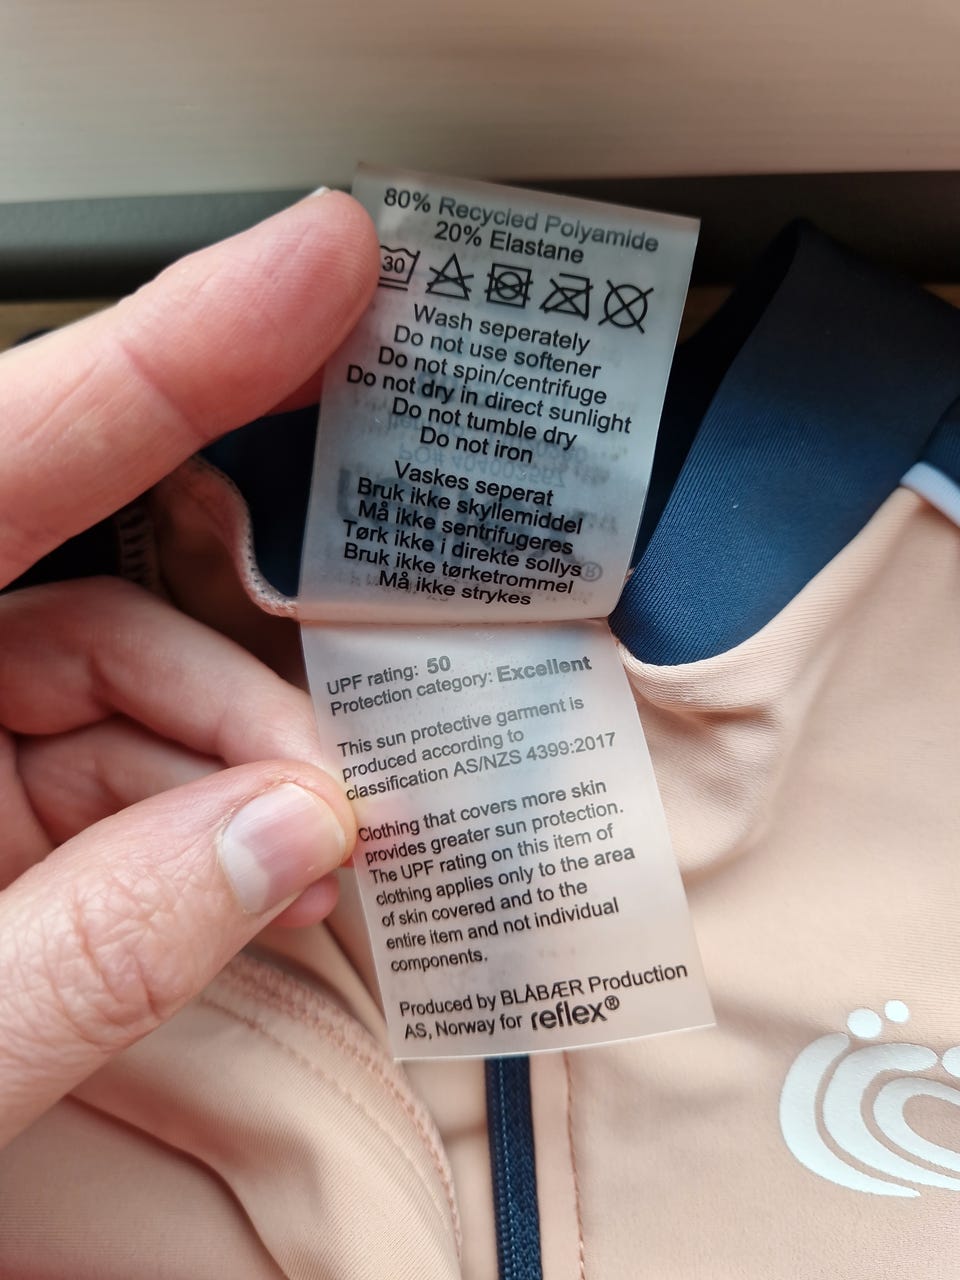 80% Recycled Polyamide
20% Elastane
30
Wash seperately
Do not use softener
Do not spin/centrifuge
Do not dry in direct sunlight
Do not tumble dry
Do not iron
Vaskes seperat
Bruk ikke skyllemiddel
Må ikke sentrifugeres
Tørk ikke i direkte sollys
Bruk ikke tørketrommel
Må ikke strykes
UPF rating: 50
Protection category: Excellent
This sun protective garment is
produced according to
classification AS/NZS 4399:2017
Clothing that covers more skin
provides greater sun protection.
The UPF rating on this item of
clothing applies only to the area
of skin covered and to the
entire item and not individual
components.
Produced by BLÅBÆR Production
AS, Norway for reflex®